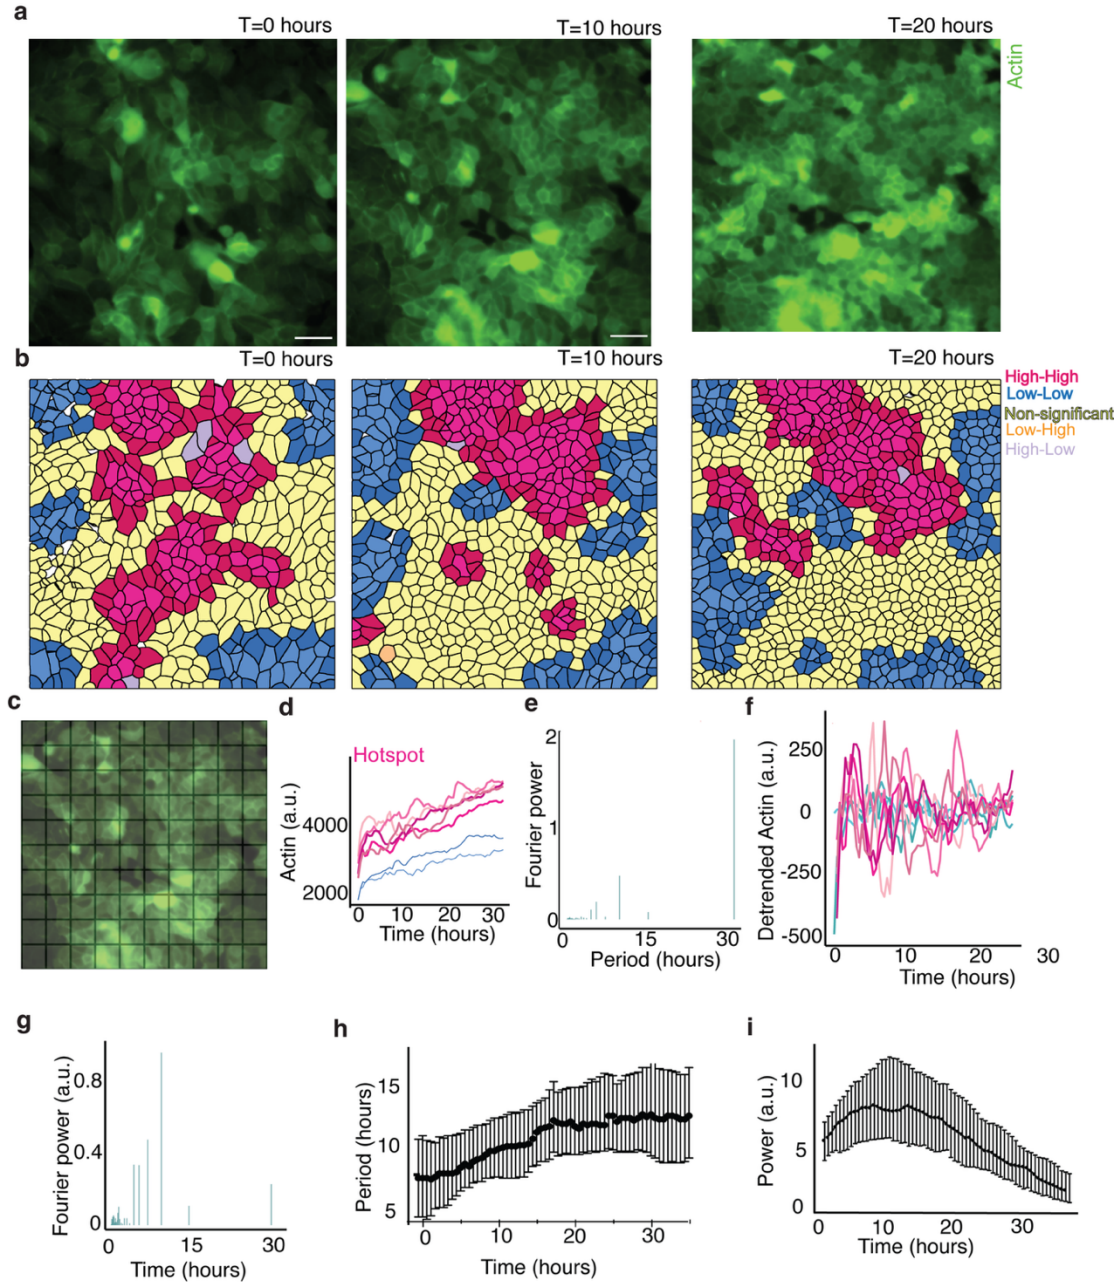 a
T=0 hours
T=10 hours
T=20 hours
Actin
b
T=0 hours
T=10 hours
T=20 hours
High-High
Low-Low
Non-significant
Low-High
High-Low
c
d
Hotspot
Actin (a.u.)
4000
2000
0
10
20
30
Time (hours)
e
Fourier power
2
1
0
0
15
30
Period (hours)
f
Detrended Actin (a.u.)
250
0
-250
-500
0
10
20
30
Time (hours)
g
Fourier power (a.u.)
0.8
0.4
0
0
15
30
Time (hours)
h
Period (hours)
15
10
5
0
10
20
30
Time (hours)
i
Power (a.u.)
10
5
0
0
10
20
30
Time (hours)